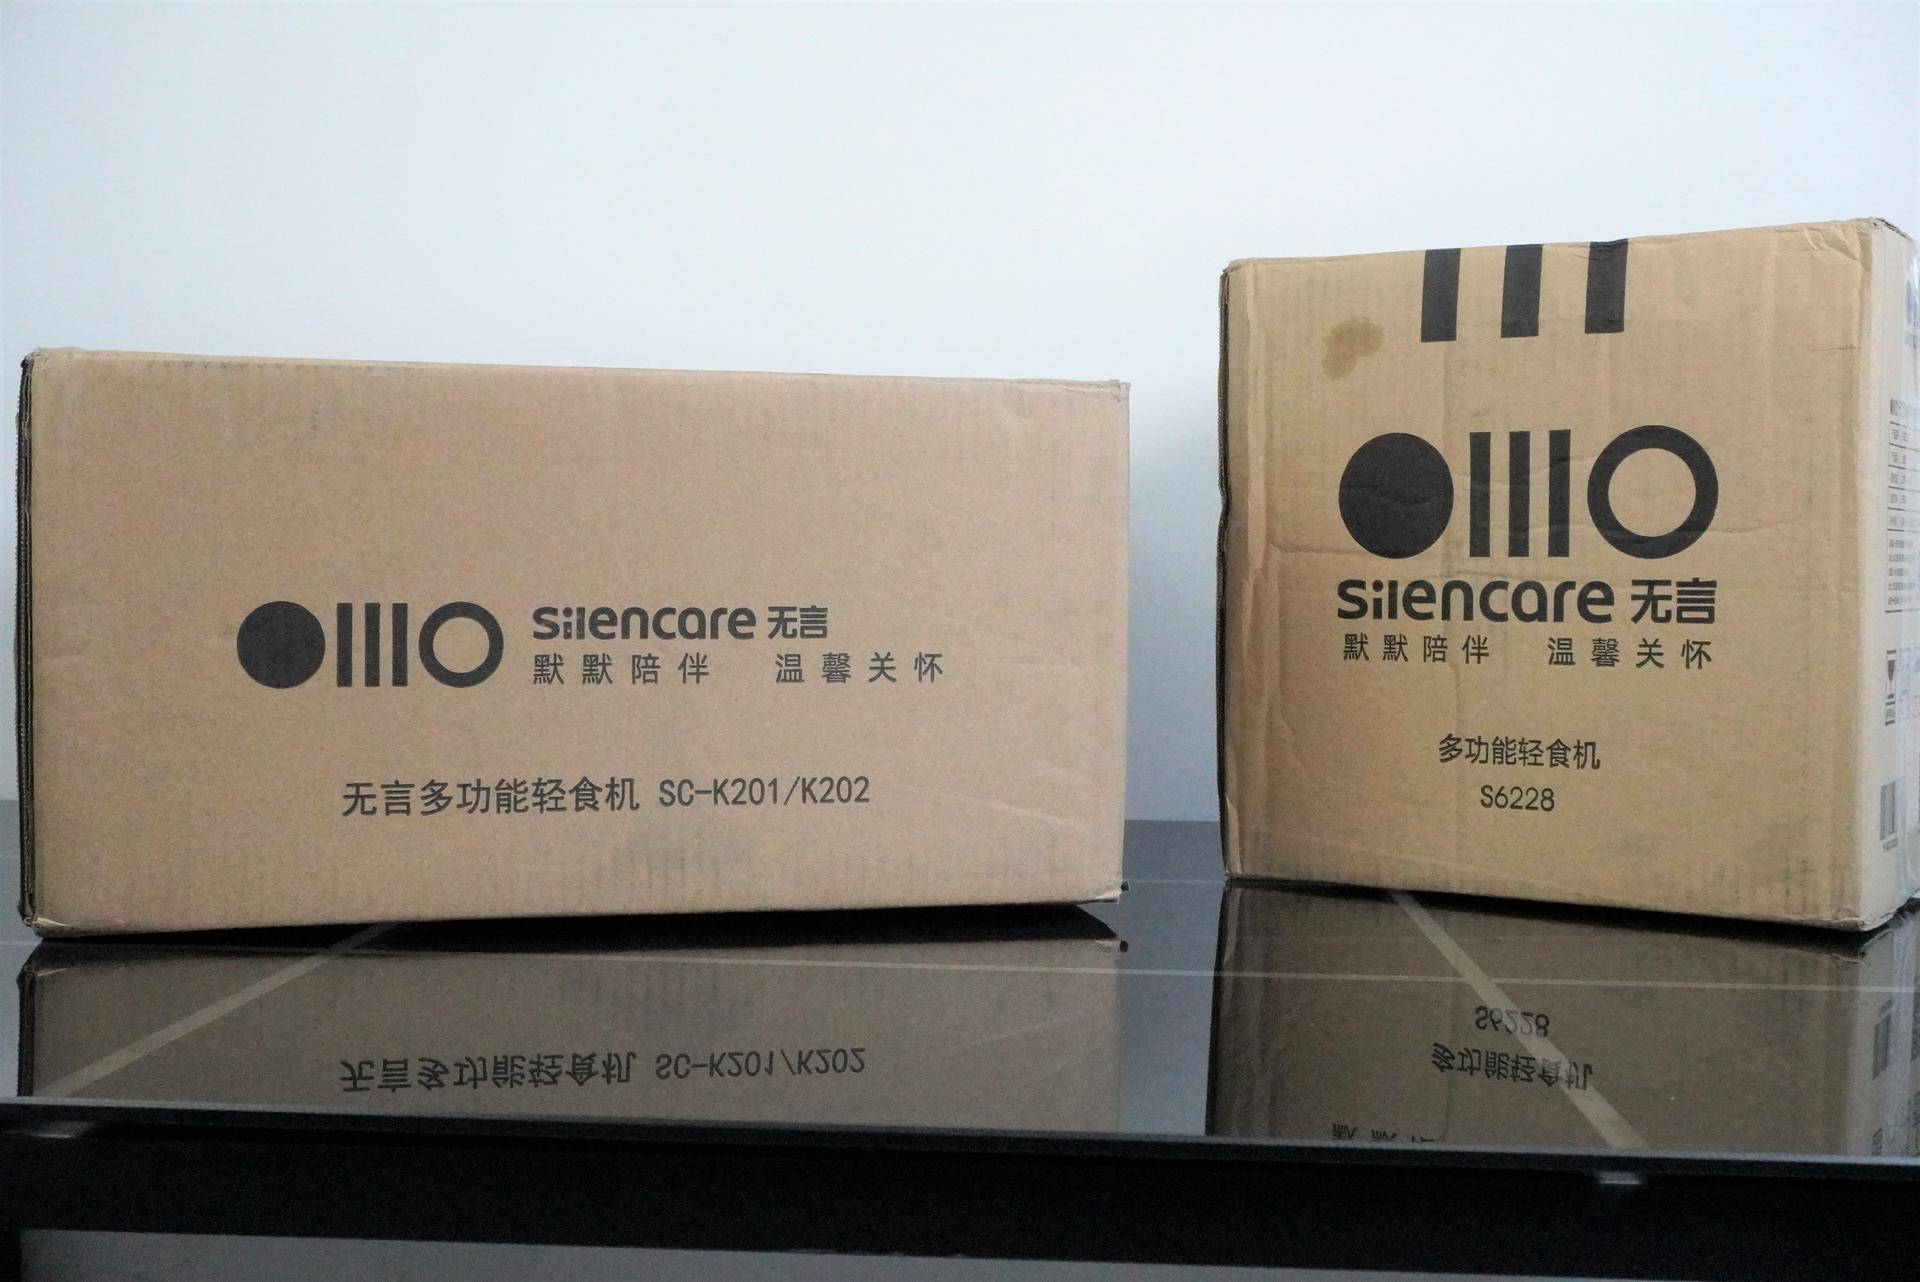 silencare 无言
默默陪伴 温馨关怀
无言多功能轻食机 SC-K201/K202
silencare 无言
默默陪伴 温馨关怀
多功能轻食机
S6228